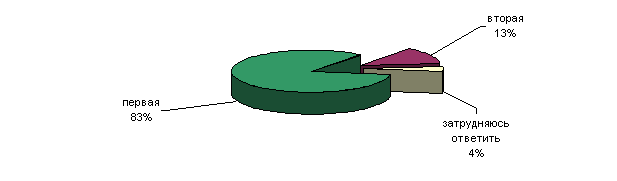 вторая
13%
первая
83%
затрудняюсь
ответить
4%